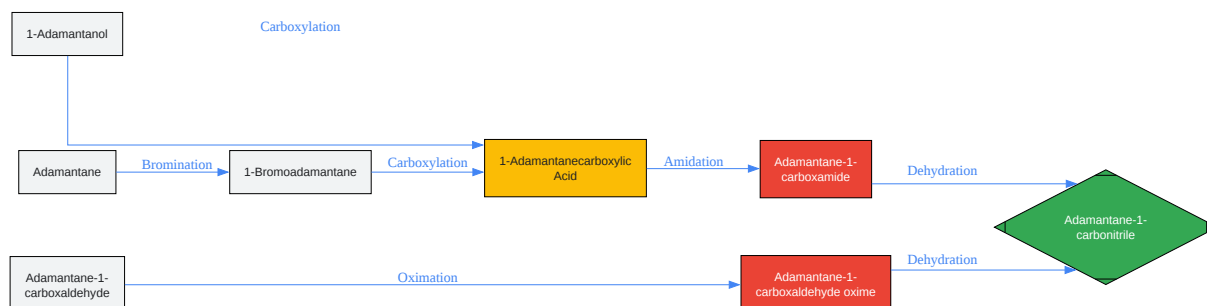 1-Adamantanol
Carboxylation
Adamantane
Bromination
1-Bromoadamantane
Carboxylation
1-Adamantanecarboxylic
Acid
Amidation
Adamantane-1-
carboxamide
Dehydration
Adamantane-1-
carbonitrile
Adamantane-1-
carboxaldehyde
Oximation
Adamantane-1-
carboxaldehyde oxime
Dehydration